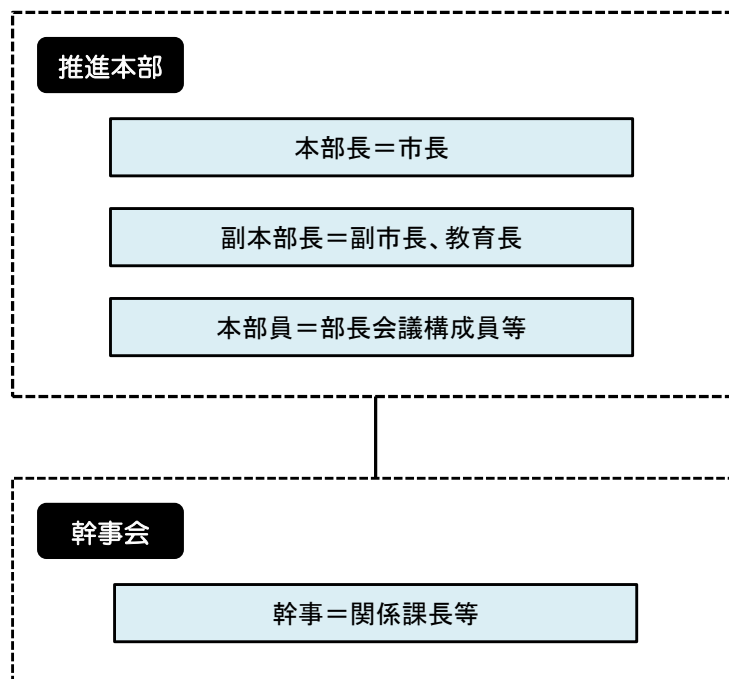 推進本部
本部長＝市長
副本部長＝副市長、教育長
本部員＝部長会議構成員等
幹事会
幹事＝関係課長等